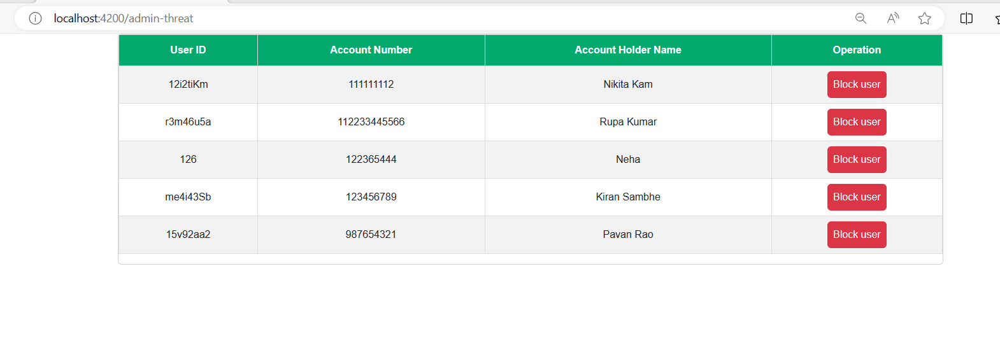 localhost:4200/admin-threat
User ID Account Number Account Holder Name Operation
12i2tiKm 111111112 Nikita Kam Block user
r3m46u5a 112233445566 Rupa Kumar Block user
126 122365444 Neha Block user
me4i43Sb 123456789 Kiran Sambhe Block user
15v92aa2 987654321 Pavan Rao Block user